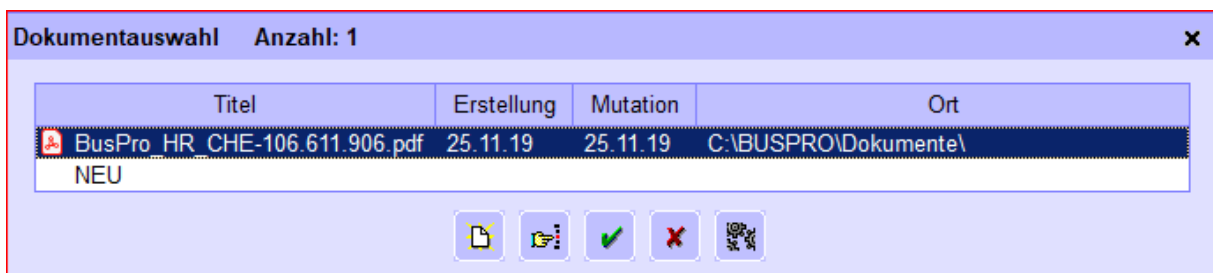 Dokumentauswahl Anzahl: 1
Titel Erstellung Mutation Ort
BusPro_HR_CHE-106.611.906.pdf 25.11.19 25.11.19 C:\BUSPRO\Dokumente\
NEU